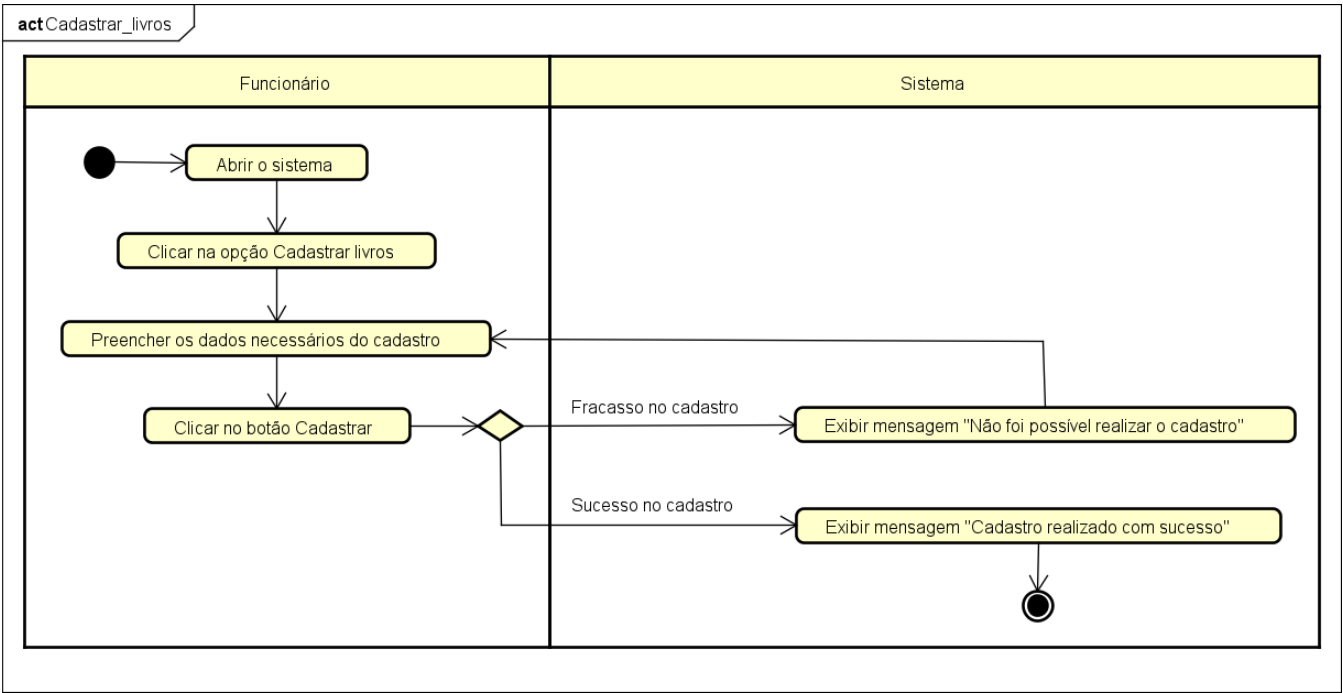 act Cadastrar_livros
Funcionário
Sistema
Abrir o sistema
Clicar na opção Cadastrar livros
Preencher os dados necessários do cadastro
Clicar no botão Cadastrar
Fracasso no cadastro
Exibir mensagem "Não foi possível realizar o cadastro"
Sucesso no cadastro
Exibir mensagem "Cadastro realizado com sucesso"